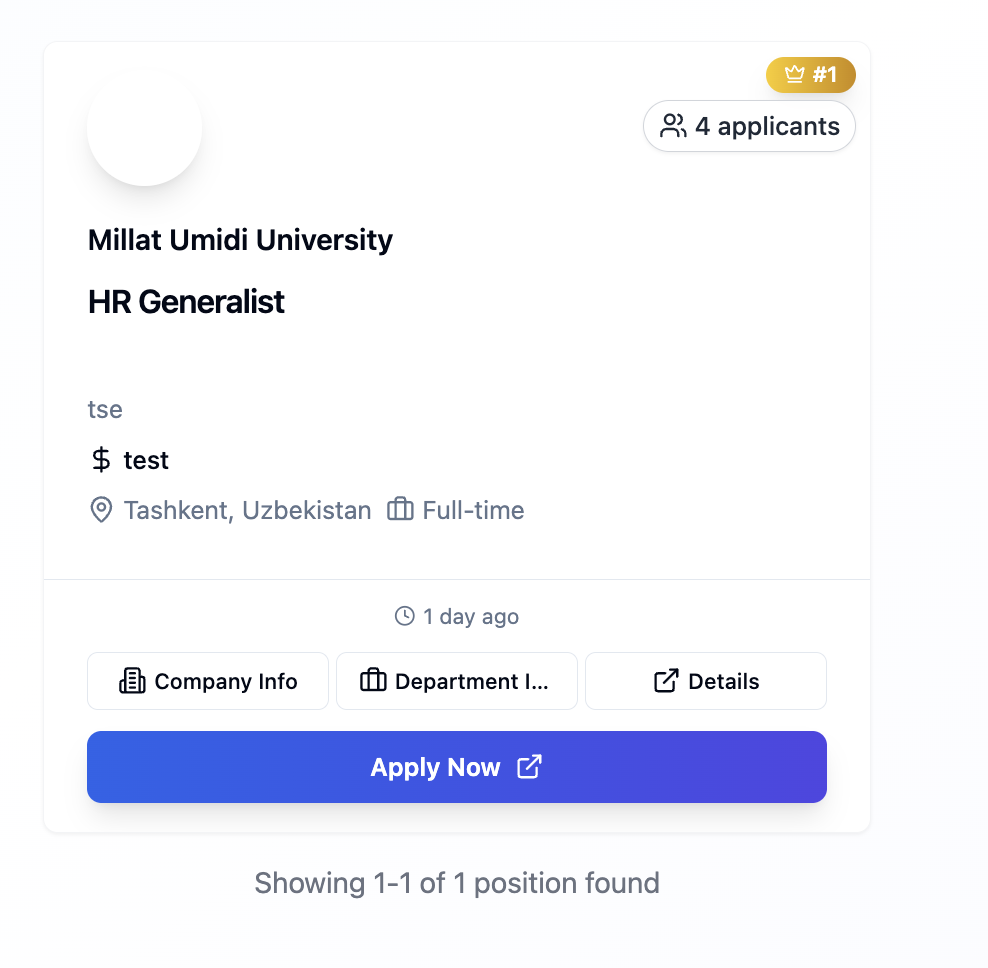 #1
4 applicants
Millat Umidi University
HR Generalist
tse
$ test
Tashkent, Uzbekistan Full-time
1 day ago
Company Info Department I... Details
Apply Now
Showing 1-1 of 1 position found